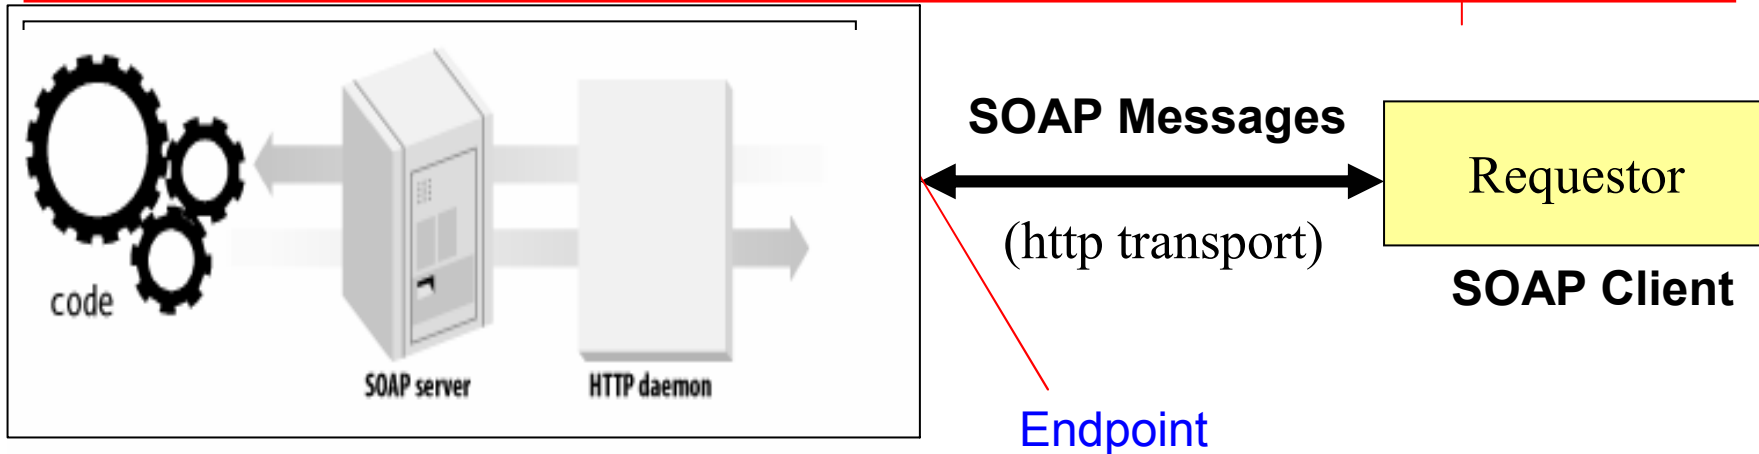 SOAP Messages
(http transport)
Requestor
SOAP Client
code
SOAP server
HTTP daemon
Endpoint